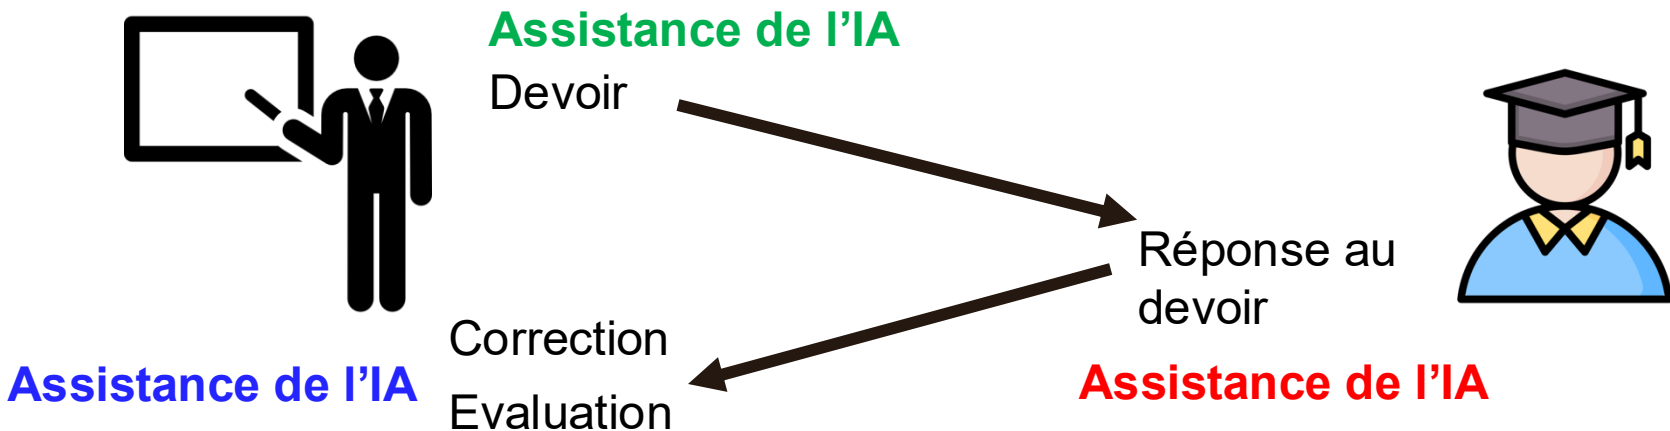 Assistance de l’IA
Devoir
Réponse au
devoir
Correction
Assistance de l’IA
Evaluation
Assistance de l’IA